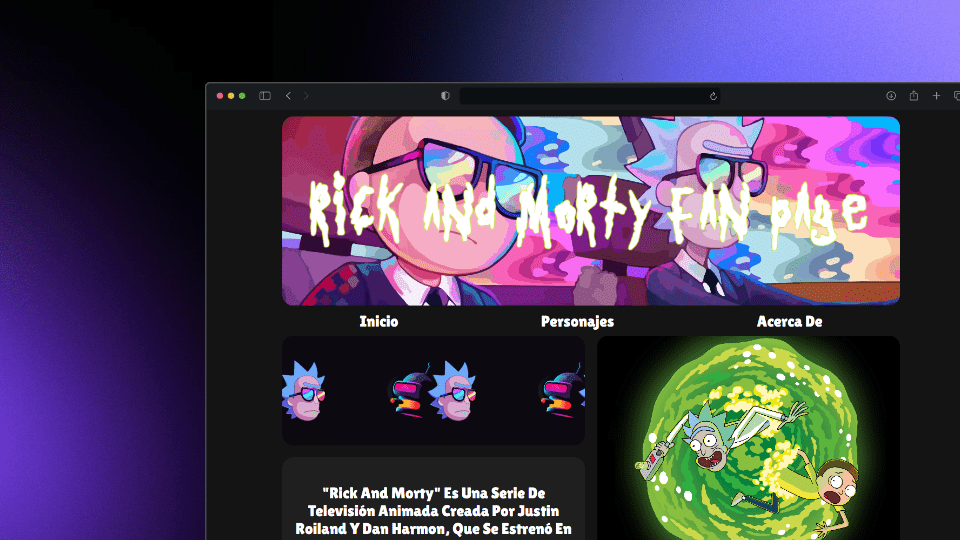 Rick and Morty Fan page
Inicio
Personajes
Acerca De
"Rick And Morty" Es Una Serie De
Televisión Animada Creada Por Justin
Roiland Y Dan Harmon, Que Se Estrenó En